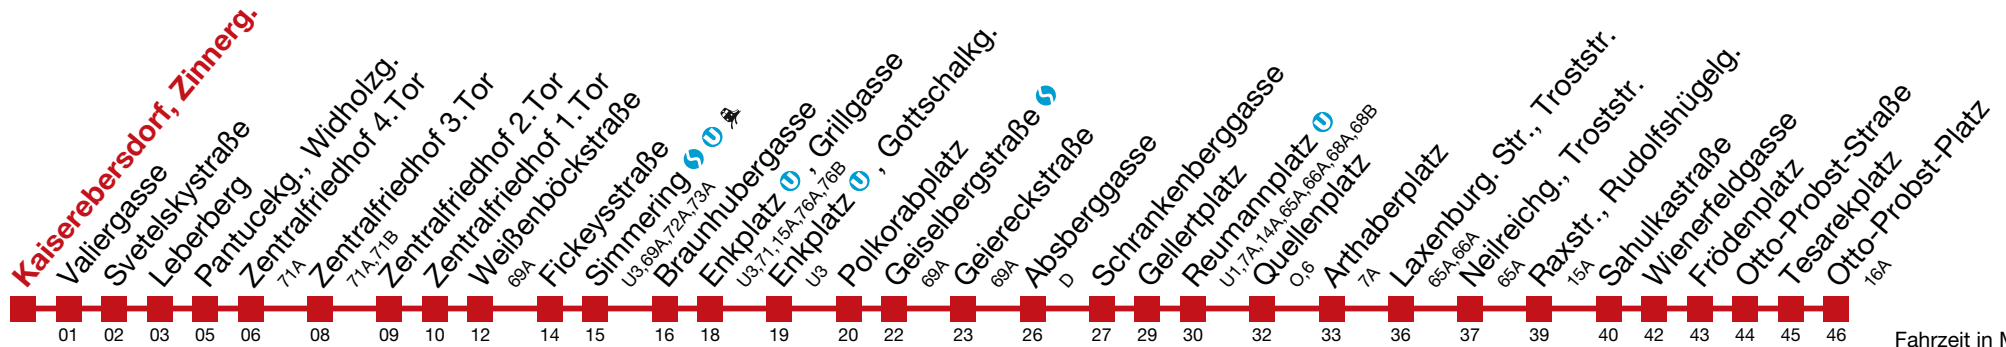 Kaiserebersdorf, Zinnerg.
Valiergasse
Svetelskystraße
Leberberg
Pantucekg., Widholzg.
Zentralfriedhof 4.Tor
71A
Zentralfriedhof 3.Tor
71A,71B
Zentralfriedhof 2.Tor
Zentralfriedhof 1.Tor
Weißenböckstraße
69A
Fickeysstraße
Simmering S U
U3,69A,72A,73A
Braunhubergasse
Enkplatz U , Grillgasse
U3,71,15A,76A,76B
Enkplatz U , Gottschalkg.
U3
Polkorabplatz
Geiselbergstraße S
69A
Geiereckstraße
69A
Absberggasse
D
Schrankenberggasse
Gellertplatz
Reumannplatz U
U1,7A,14A,65A,66A,68A,68B
Quellenplatz
O,6
Arthaberplatz
7A
Laxenburg. Str., Troststr.
65A,66A
Neilreichg., Troststr.
65A
Raxstr., Rudolfshügelg.
15A
Sahulkastraße
Wienerfeldgasse
Frödenplatz
Otto-Probst-Straße
Tesarekplatz
Otto-Probst-Platz
16A
01 02 03 05 06 08 09 10 12 14 15 16 18 19 20 22 23 26 27 29 30 32 33 36 37 39 40 42 43 44 45 46
Fahrzeit in